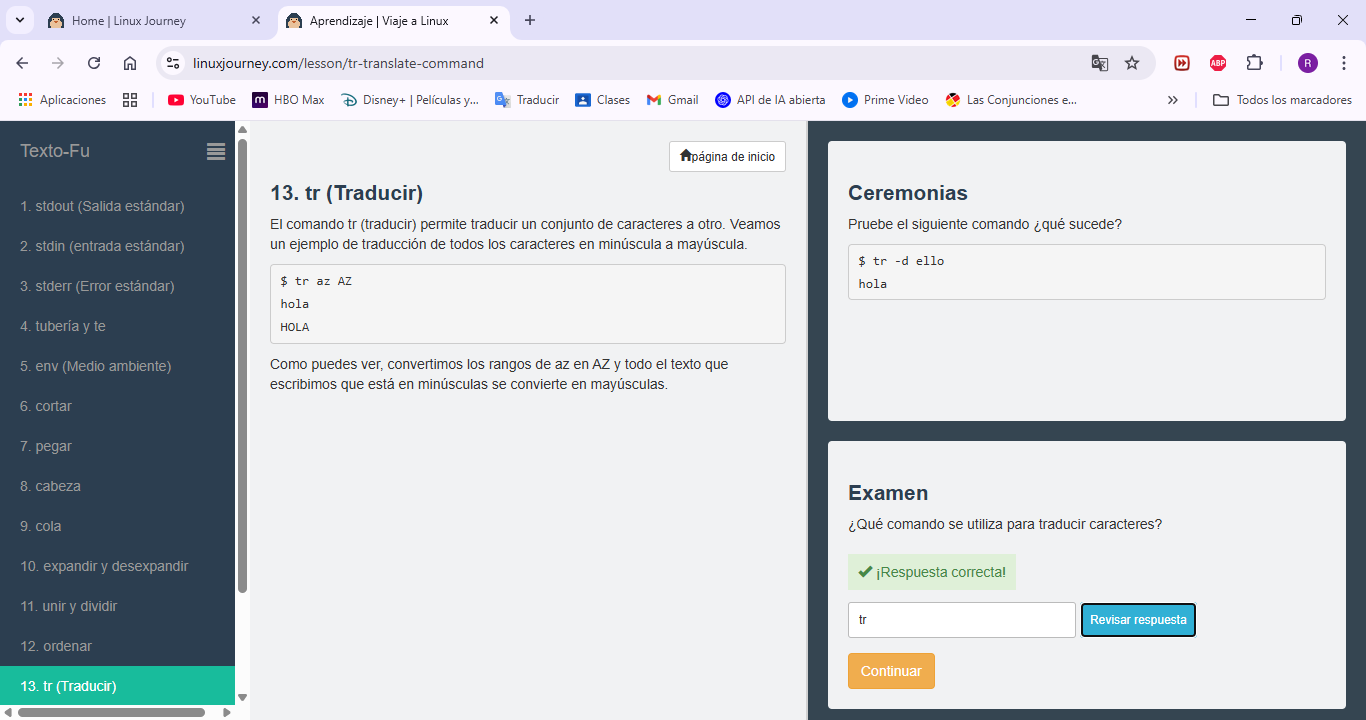 Home | Linux Journey
Aprendizaje | Viaje a Linux
linuxjourney.com/lesson/tr-translate-command
ABP
R
Aplicaciones
YouTube
HBO Max
Disney+ | Películas y...
Traducir
Clases
Gmail
API de IA abierta
Prime Video
Las Conjunciones e...
»
Todos los marcadores
Texto-Fu
1. stdout (Salida estándar)
2. stdin (entrada estándar)
3. stderr (Error estándar)
4. tubería y te
5. env (Medio ambiente)
6. cortar
7. pegar
8. cabeza
9. cola
10. expandir y desexpandir
11. unir y dividir
12. ordenar
13. tr (Traducir)
página de inicio
13. tr (Traducir)
El comando tr (traducir) permite traducir un conjunto de caracteres a otro. Veamos
un ejemplo de traducción de todos los caracteres en minúscula a mayúscula.
$ tr az AZ
hola
HOLA
Como puedes ver, convertimos los rangos de az en AZ y todo el texto que
escribimos que está en minúsculas se convierte en mayúsculas.
Ceremonias
Pruebe el siguiente comando ¿qué sucede?
$ tr -d ello
hola
Examen
¿Qué comando se utiliza para traducir caracteres?
¡Respuesta correcta!
tr
Revisar respuesta
Continuar